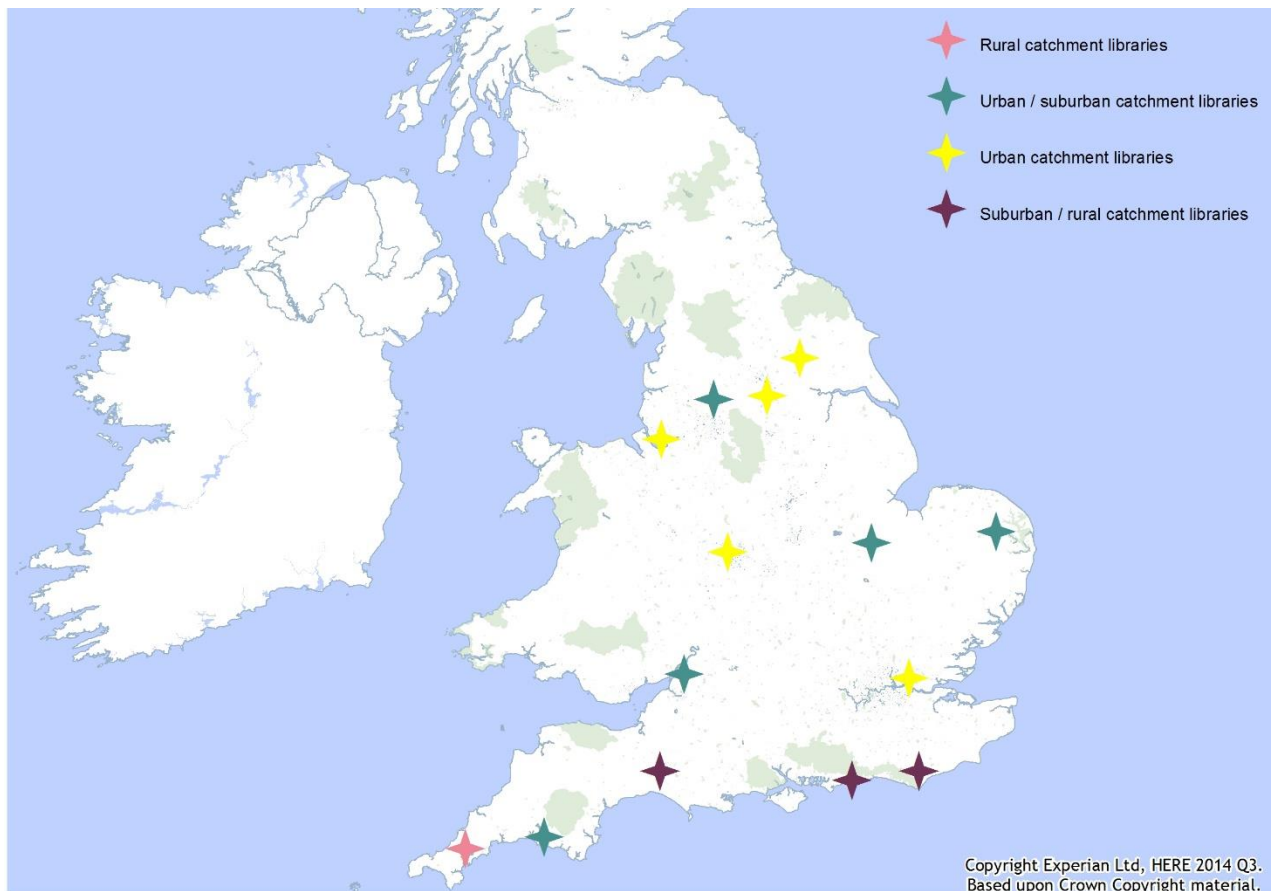 Rural catchment libraries
Urban / suburban catchment libraries
Urban catchment libraries
Suburban / rural catchment libraries
Copyright Experian Ltd, HERE 2014 Q3.
Based upon Crown Copyright material.